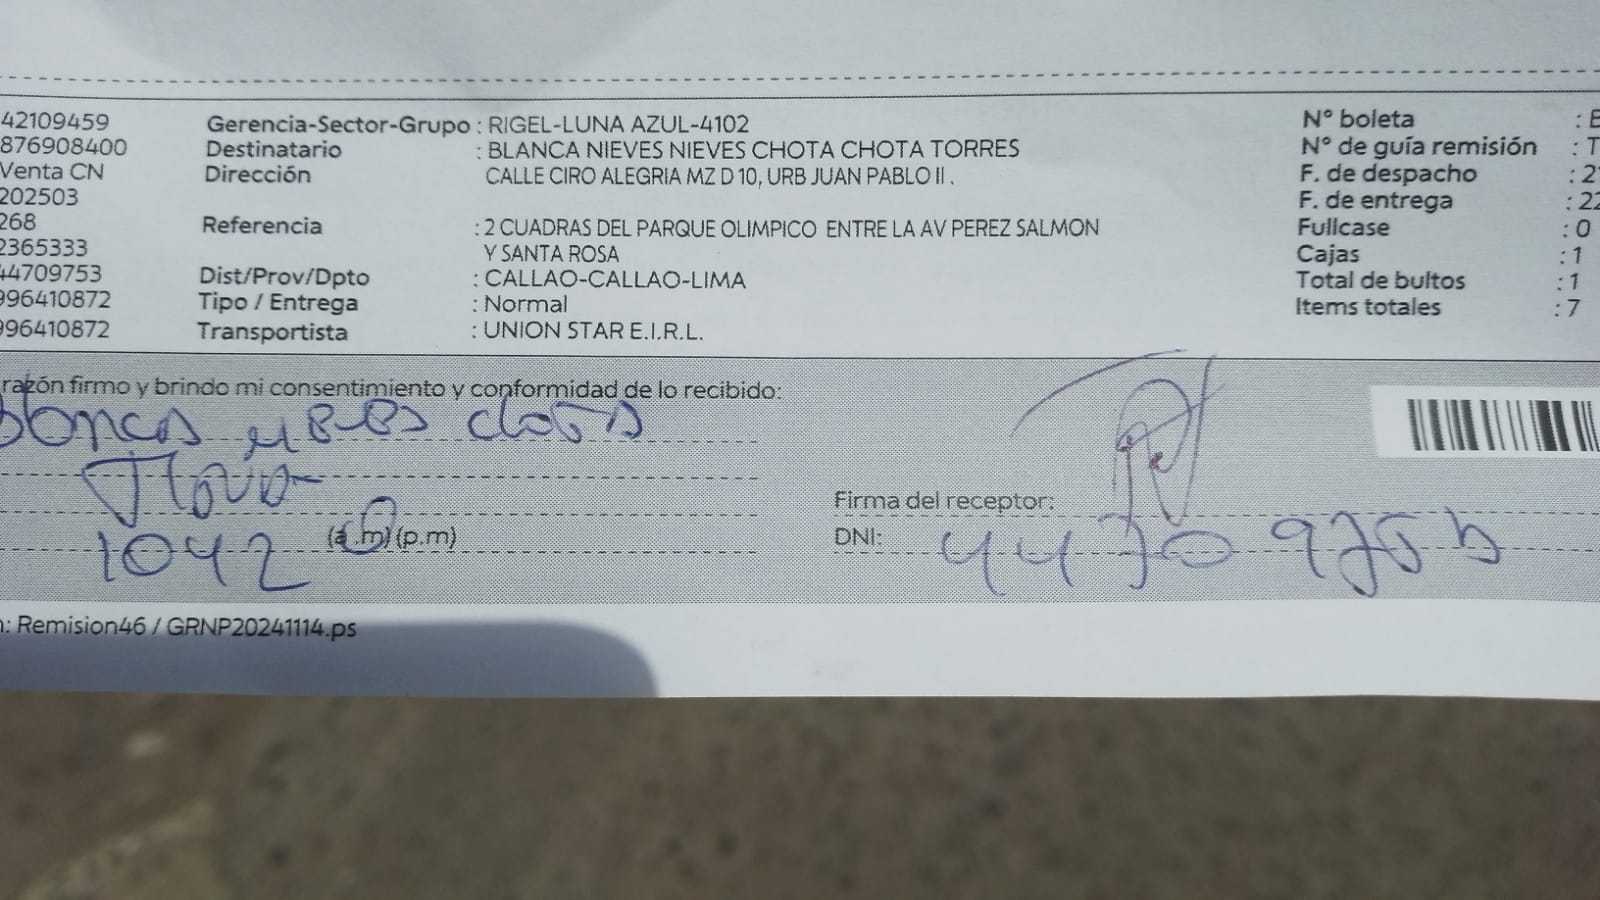 42109459 Gerencia-Sector-Grupo : RIGEL-LUNA AZUL-4102 N° boleta :
876908400 Destinatario : BLANCA NIEVES NIEVES CHOTA CHOTA TORRES N° de guía remisión : T
Venta CN Dirección CALLE CIRO ALEGRIA MZ D 10, URB JUAN PABLO II . F. de despacho : 2
202503 F. de entrega : 22
268 Referencia : 2 CUADRAS DEL PARQUE OLIMPICO ENTRE LA AV PEREZ SALMON Fullcase : 0
2365333 Y SANTA ROSA Cajas : 1
44709753 Dist/Prov/Dpto : CALLAO-CALLAO-LIMA Total de bultos : 1
996410872 Tipo / Entrega : Normal Items totales : 7
996410872 Transportista : UNION STAR E.I.R.L.
razón firmo y brindo mi consentimiento y conformidad de lo recibido:
Firma del receptor:
1042 (a.m)(p.m) DNI: 4470975
: Remision46 / GRNP20241114.ps